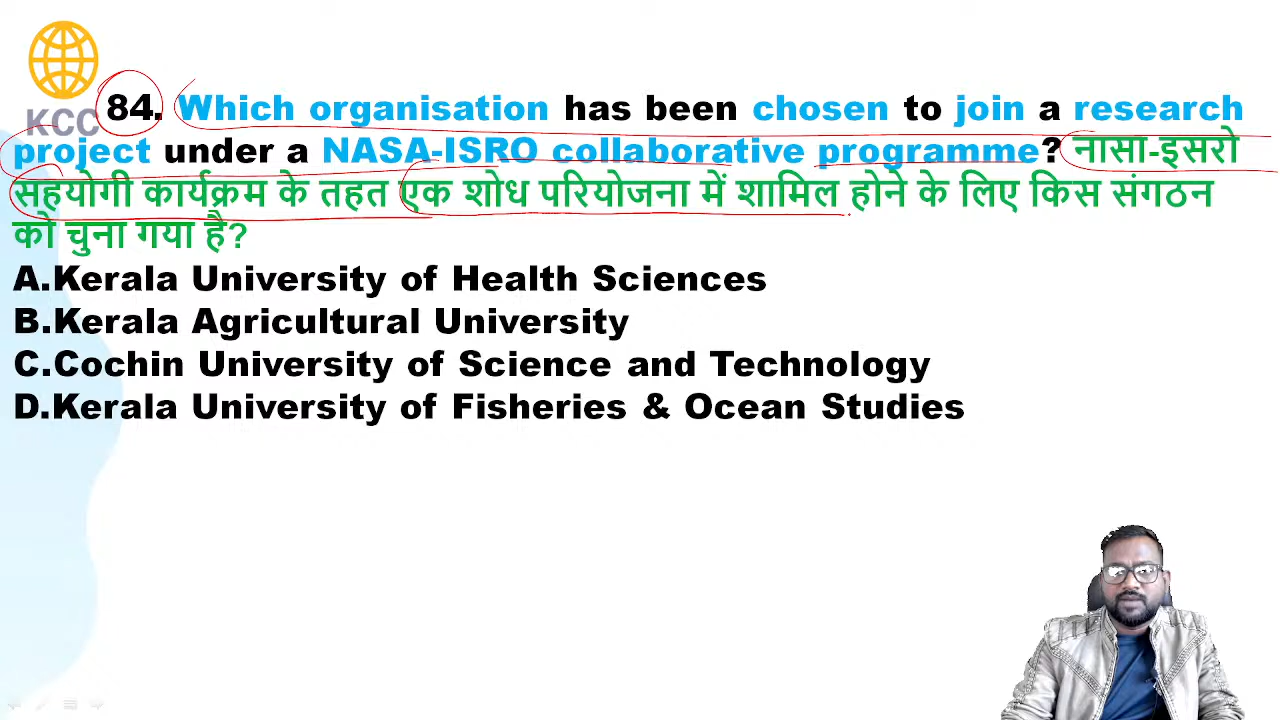 KCC
84. Which organisation has been chosen to join a research
project under a NASA-ISRO collaborative programme? नासा-इसरो
सहयोगी कार्यक्रम के तहत एक शोध परियोजना में शामिल होने के लिए किस संगठन
को चुना गया है?
A.Kerala University of Health Sciences
B.Kerala Agricultural University
C.Cochin University of Science and Technology
D.Kerala University of Fisheries & Ocean Studies